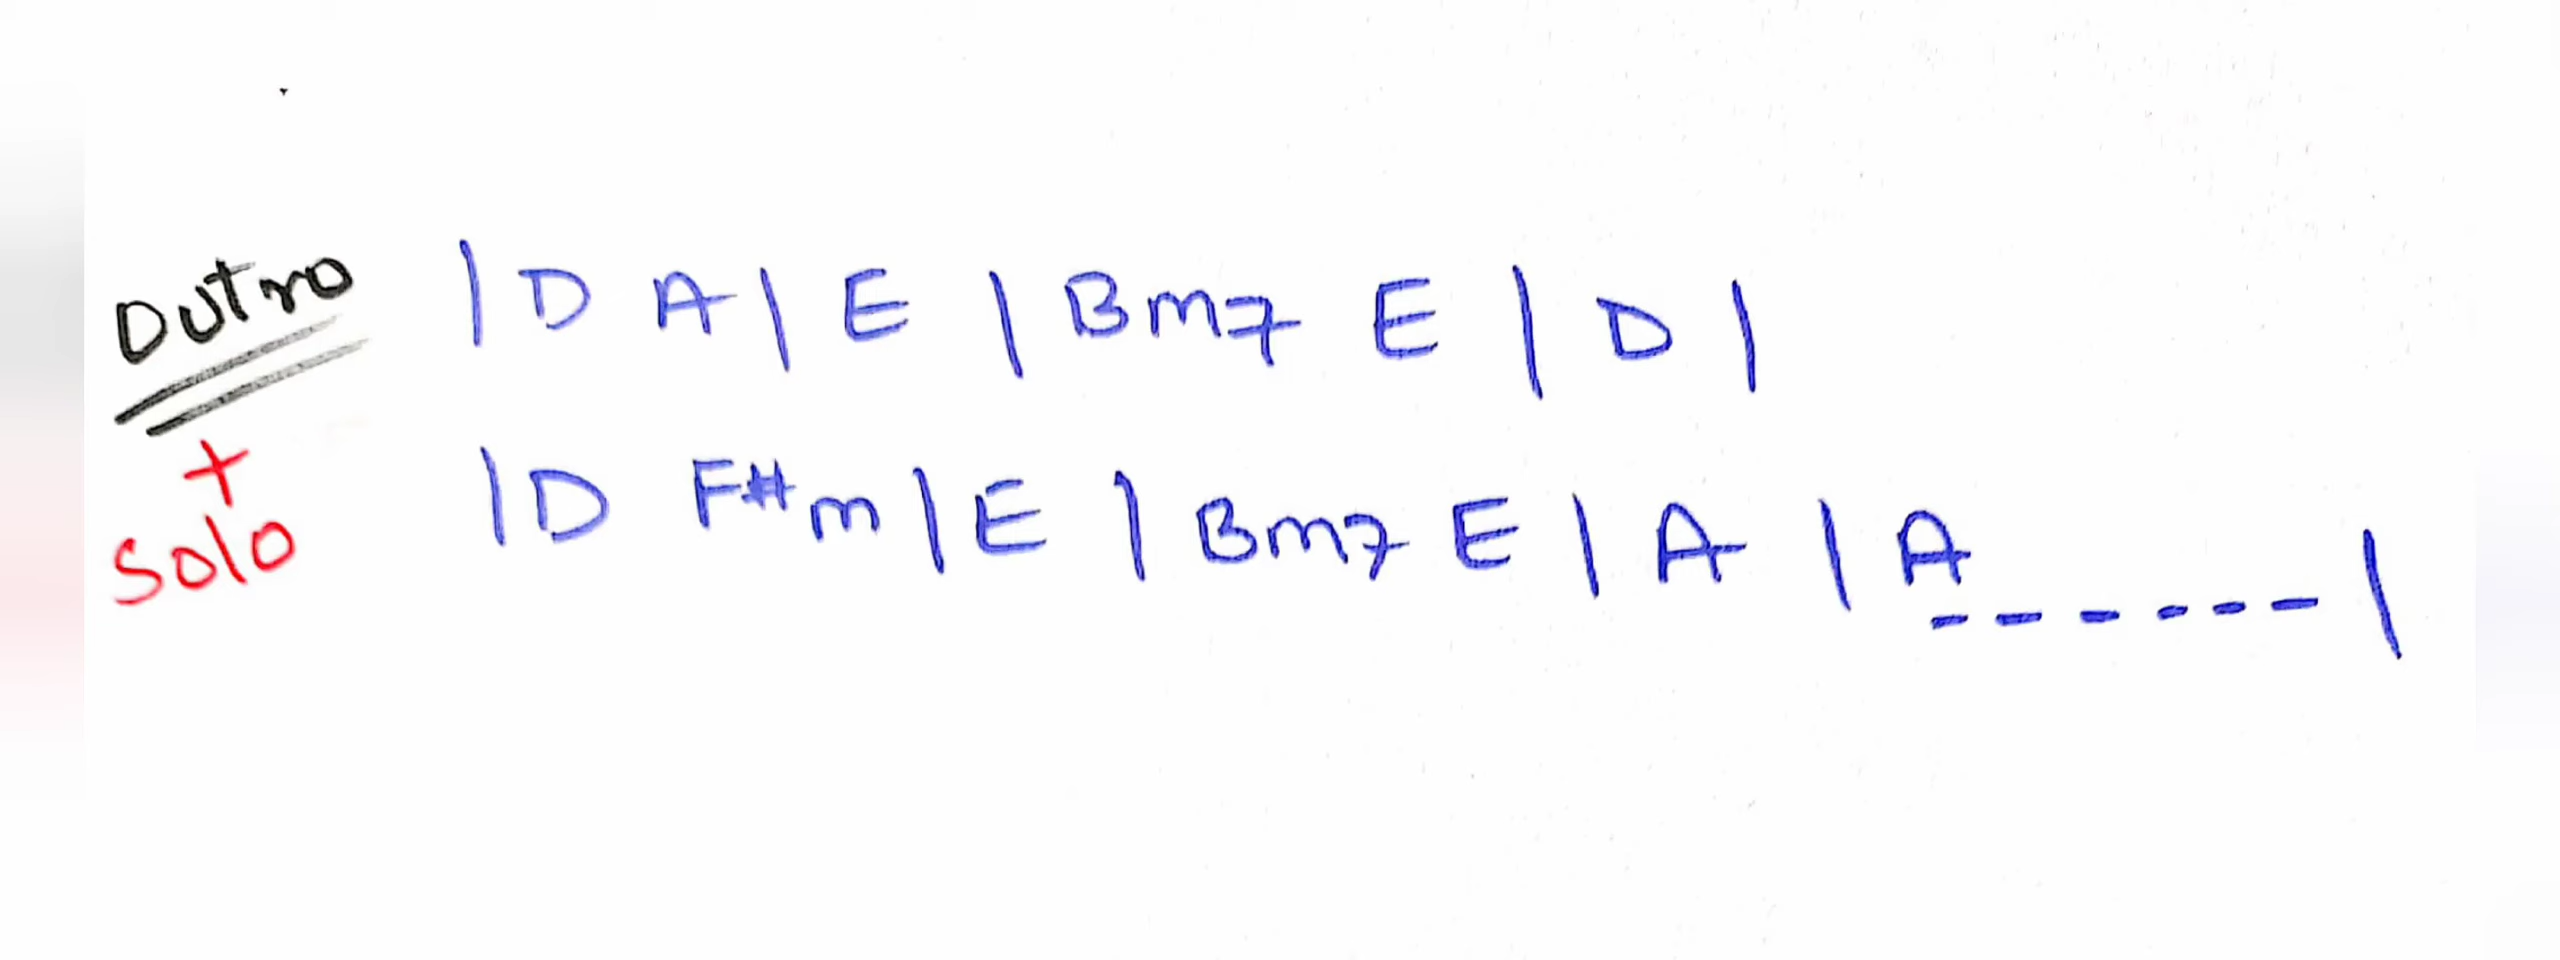 Outro | D A | E | Bm7 E | D |
+
Solo | D F#m | E | Bm7 E | A | A ------ |